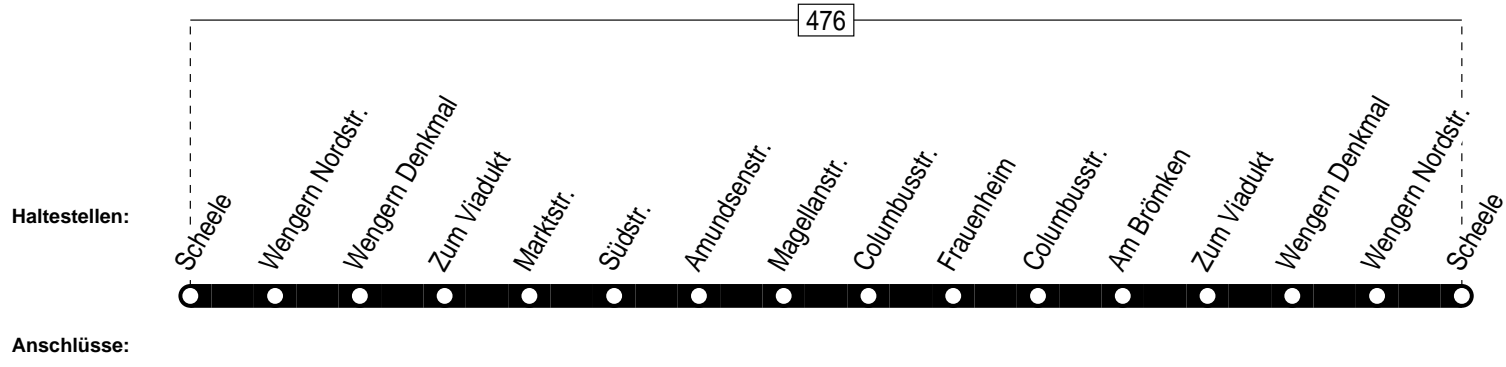 476
Haltestellen:
Scheele
Wengern Nordstr.
Wengern Denkmal
Zum Viadukt
Marktstr.
Südstr.
Amundsenstr.
Magellanstr.
Columbusstr.
Frauenheim
Columbusstr.
Am Brömken
Zum Viadukt
Wengern Denkmal
Wengern Nordstr.
Scheele
Anschlüsse: